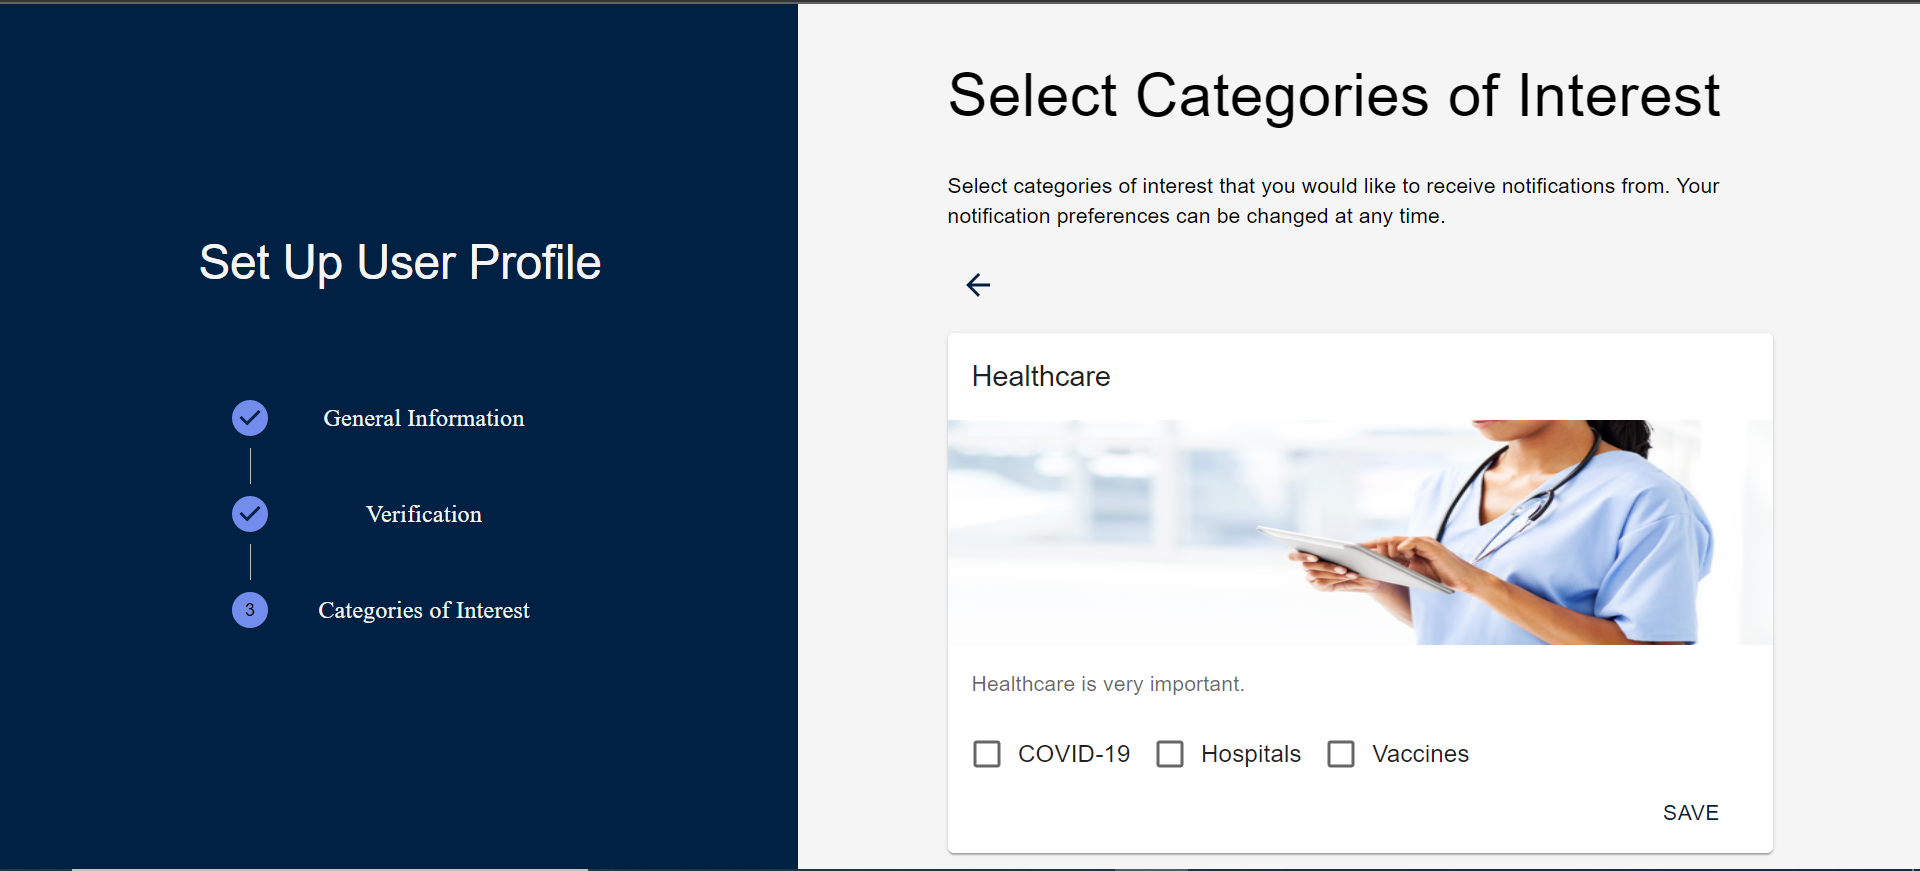 Set Up User Profile
General Information
Verification
3
Categories of Interest
Select Categories of Interest
Select categories of interest that you would like to receive notifications from. Your
notification preferences can be changed at any time.
Healthcare
Healthcare is very important.
COVID-19 Hospitals Vaccines
SAVE